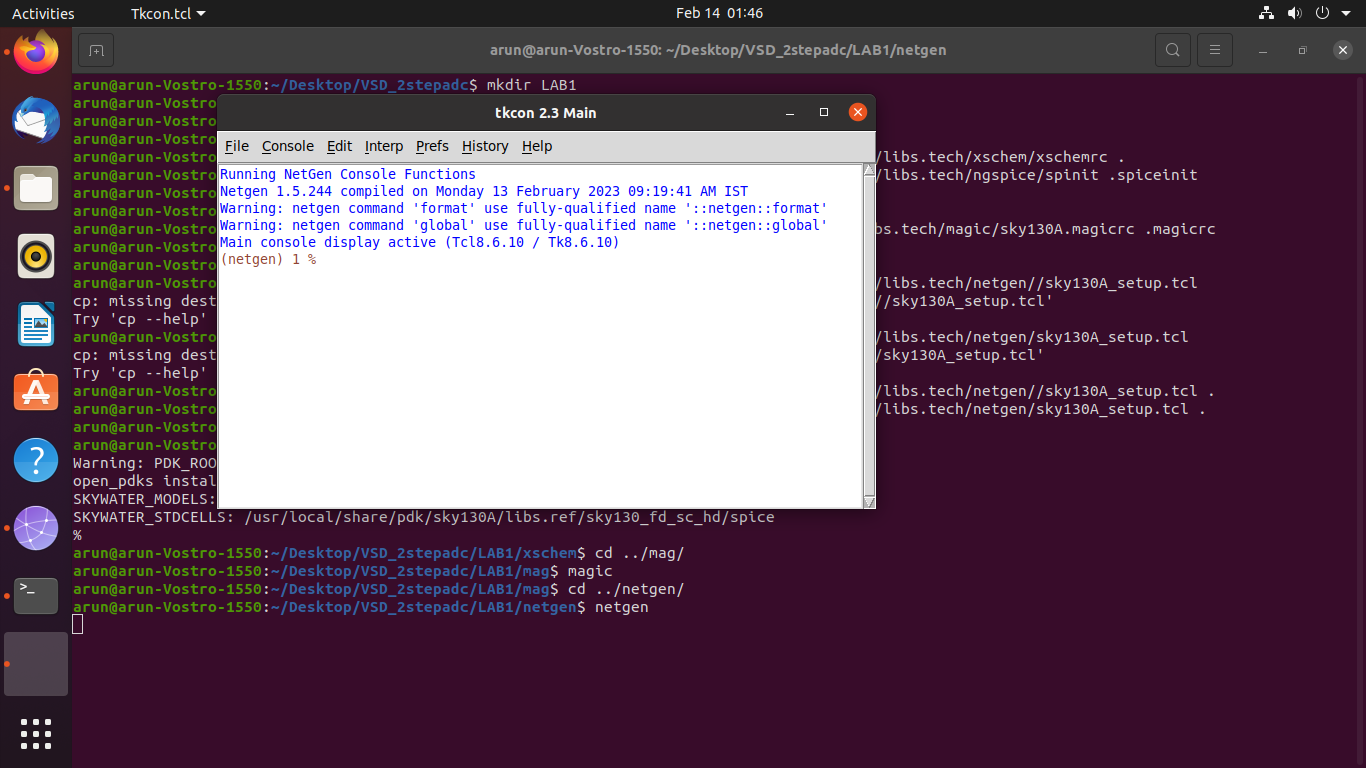 Activities
Tkcon.tcl
Feb 14 01:46
arun@arun-Vostro-1550: ~/Desktop/VSD_2stepadc/LAB1/netgen
arun@arun-Vostro-1550:~/Desktop/VSD_2stepadc$ mkdir LAB1
arun@arun-Vostro
tkcon 2.3 Main
File Console Edit Interp Prefs History Help
Running NetGen Console Functions
Netgen 1.5.244 compiled on Monday 13 February 2023 09:19:41 AM IST
Warning: netgen command 'format' use fully-qualified name '::netgen::format'
Warning: netgen command 'global' use fully-qualified name '::netgen::global'
Main console display active (Tcl8.6.10 / Tk8.6.10)
(netgen) 1 %
arun@arun-Vostro
arun@arun-Vostro
arun@arun-Vostro /libs.tech/xschem/xschemrc .
arun@arun-Vostro /libs.tech/ngspice/spinit .spiceinit
arun@arun-Vostro
arun@arun-Vostro
arun@arun-Vostro bs.tech/magic/sky130A.magicrc .magicrc
arun@arun-Vostro
arun@arun-Vostro
arun@arun-Vostro /libs.tech/netgen//sky130A_setup.tcl
cp: missing dest //sky130A_setup.tcl'
Try 'cp --help'
arun@arun-Vostro /libs.tech/netgen/sky130A_setup.tcl
cp: missing dest /sky130A_setup.tcl'
Try 'cp --help'
arun@arun-Vostro /libs.tech/netgen//sky130A_setup.tcl .
arun@arun-Vostro /libs.tech/netgen/sky130A_setup.tcl .
arun@arun-Vostro
arun@arun-Vostro
Warning: PDK_ROO
open_pdks instal
SKYWATER_MODELS:
SKYWATER_STDCELLS: /usr/local/share/pdk/sky130A/libs.ref/sky130_fd_sc_hd/spice
%
arun@arun-Vostro-1550:~/Desktop/VSD_2stepadc/LAB1/xschem$ cd ../mag/
arun@arun-Vostro-1550:~/Desktop/VSD_2stepadc/LAB1/mag$ magic
arun@arun-Vostro-1550:~/Desktop/VSD_2stepadc/LAB1/mag$ cd ../netgen/
arun@arun-Vostro-1550:~/Desktop/VSD_2stepadc/LAB1/netgen$ netgen